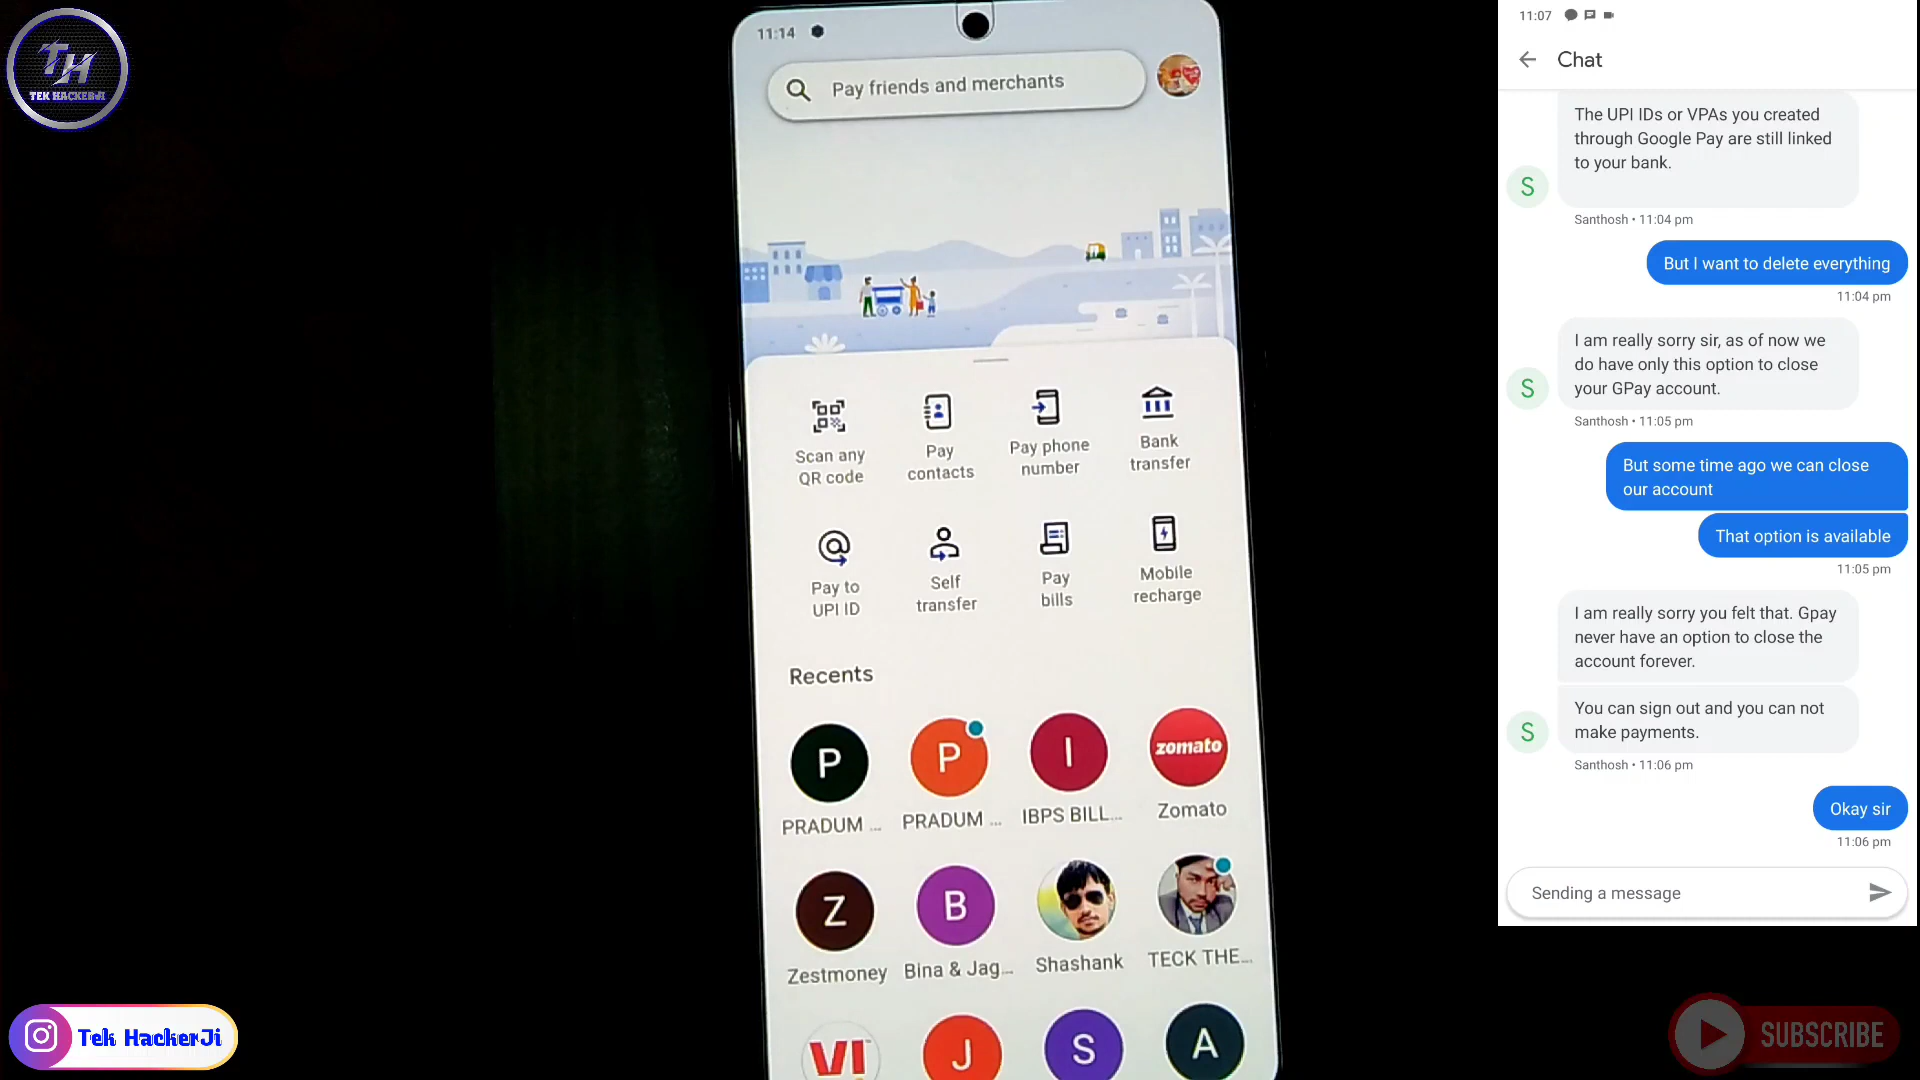 TH
TEK HACKERJI
11:14
Pay friends and merchants
Scan any
QR code
Pay
contacts
Pay phone
number
Bank
transfer
Pay to
UPI ID
Self
transfer
Pay
bills
Mobile
recharge
Recents
P
PRADUM ...
P
PRADUM ...
I
IBPS BILL...
zomato
Zomato
Z
Zestmoney
B
Bina & Jag...
Shashank
TECK THE...
VI
J
S
A
11:07
Chat
The UPI IDs or VPAs you created
through Google Pay are still linked
to your bank.
S
Santhosh • 11:04 pm
But I want to delete everything
11:04 pm
I am really sorry sir, as of now we
do have only this option to close
your GPay account.
S
Santhosh • 11:05 pm
But some time ago we can close
our account
That option is available
11:05 pm
I am really sorry you felt that. Gpay
never have an option to close the
account forever.
You can sign out and you can not
make payments.
S
Santhosh • 11:06 pm
Okay sir
11:06 pm
Sending a message
Tek HackerJi
SUBSCRIBE